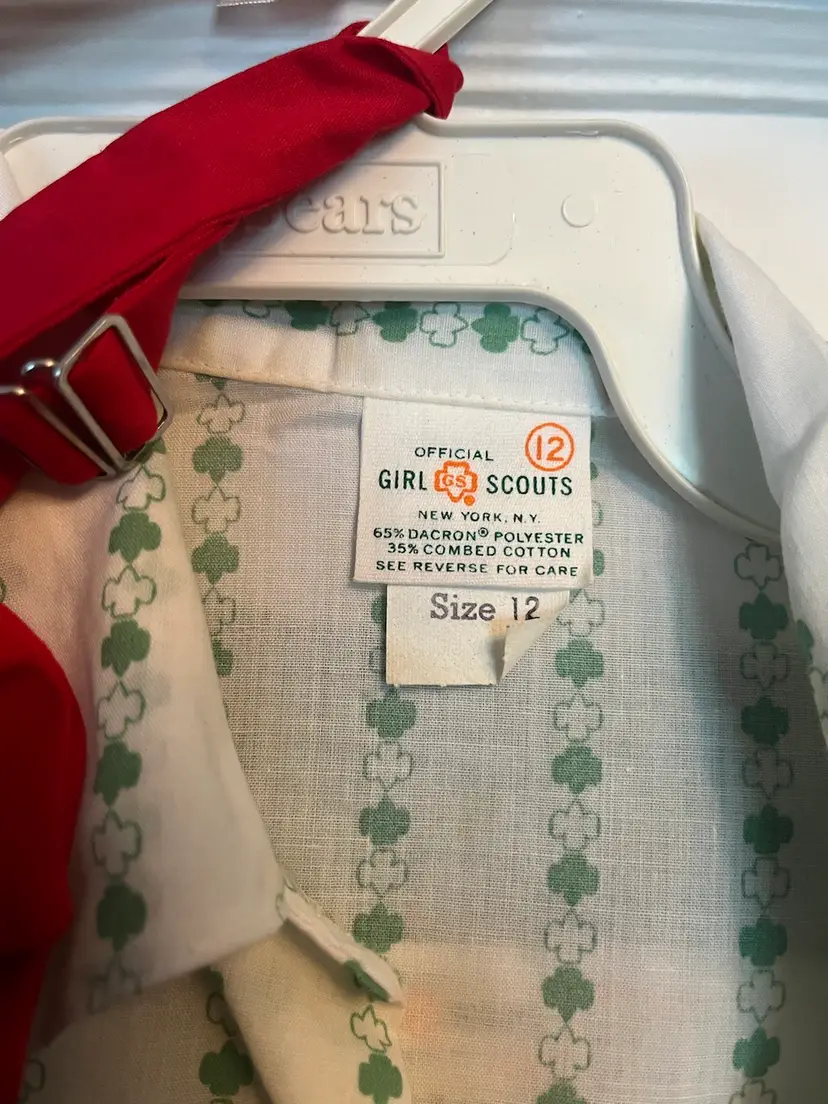 Sears
12
OFFICIAL
GIRL GS SCOUTS
NEW YORK, N.Y.
65% DACRON® POLYESTER
35% COMBED COTTON
SEE REVERSE FOR CARE
Size 12